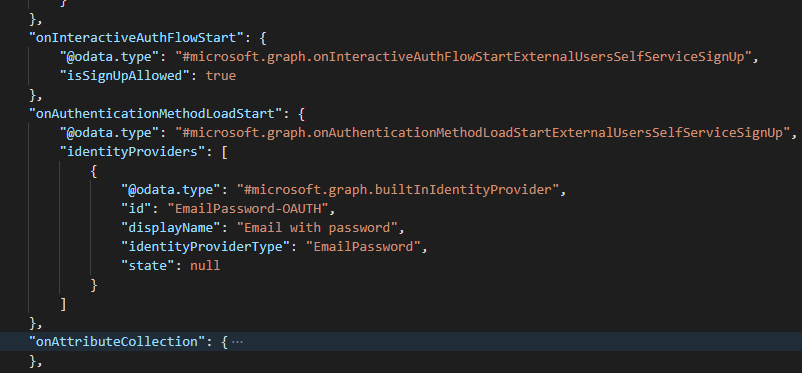 }
},
"onInteractiveAuthFlowStart": {
"@odata.type": "#microsoft.graph.onInteractiveAuthFlowStartExternalUsersSelfServiceSignUp",
"isSignUpAllowed": true
},
"onAuthenticationMethodLoadStart": {
"@odata.type": "#microsoft.graph.onAuthenticationMethodLoadStartExternalUsersSelfServiceSignUp",
"identityProviders": [
{
"@odata.type": "#microsoft.graph.builtInIdentityProvider",
"id": "EmailPassword-OAUTH",
"displayName": "Email with password",
"identityProviderType": "EmailPassword",
"state": null
}
]
},
"onAttributeCollection": {⋯
},